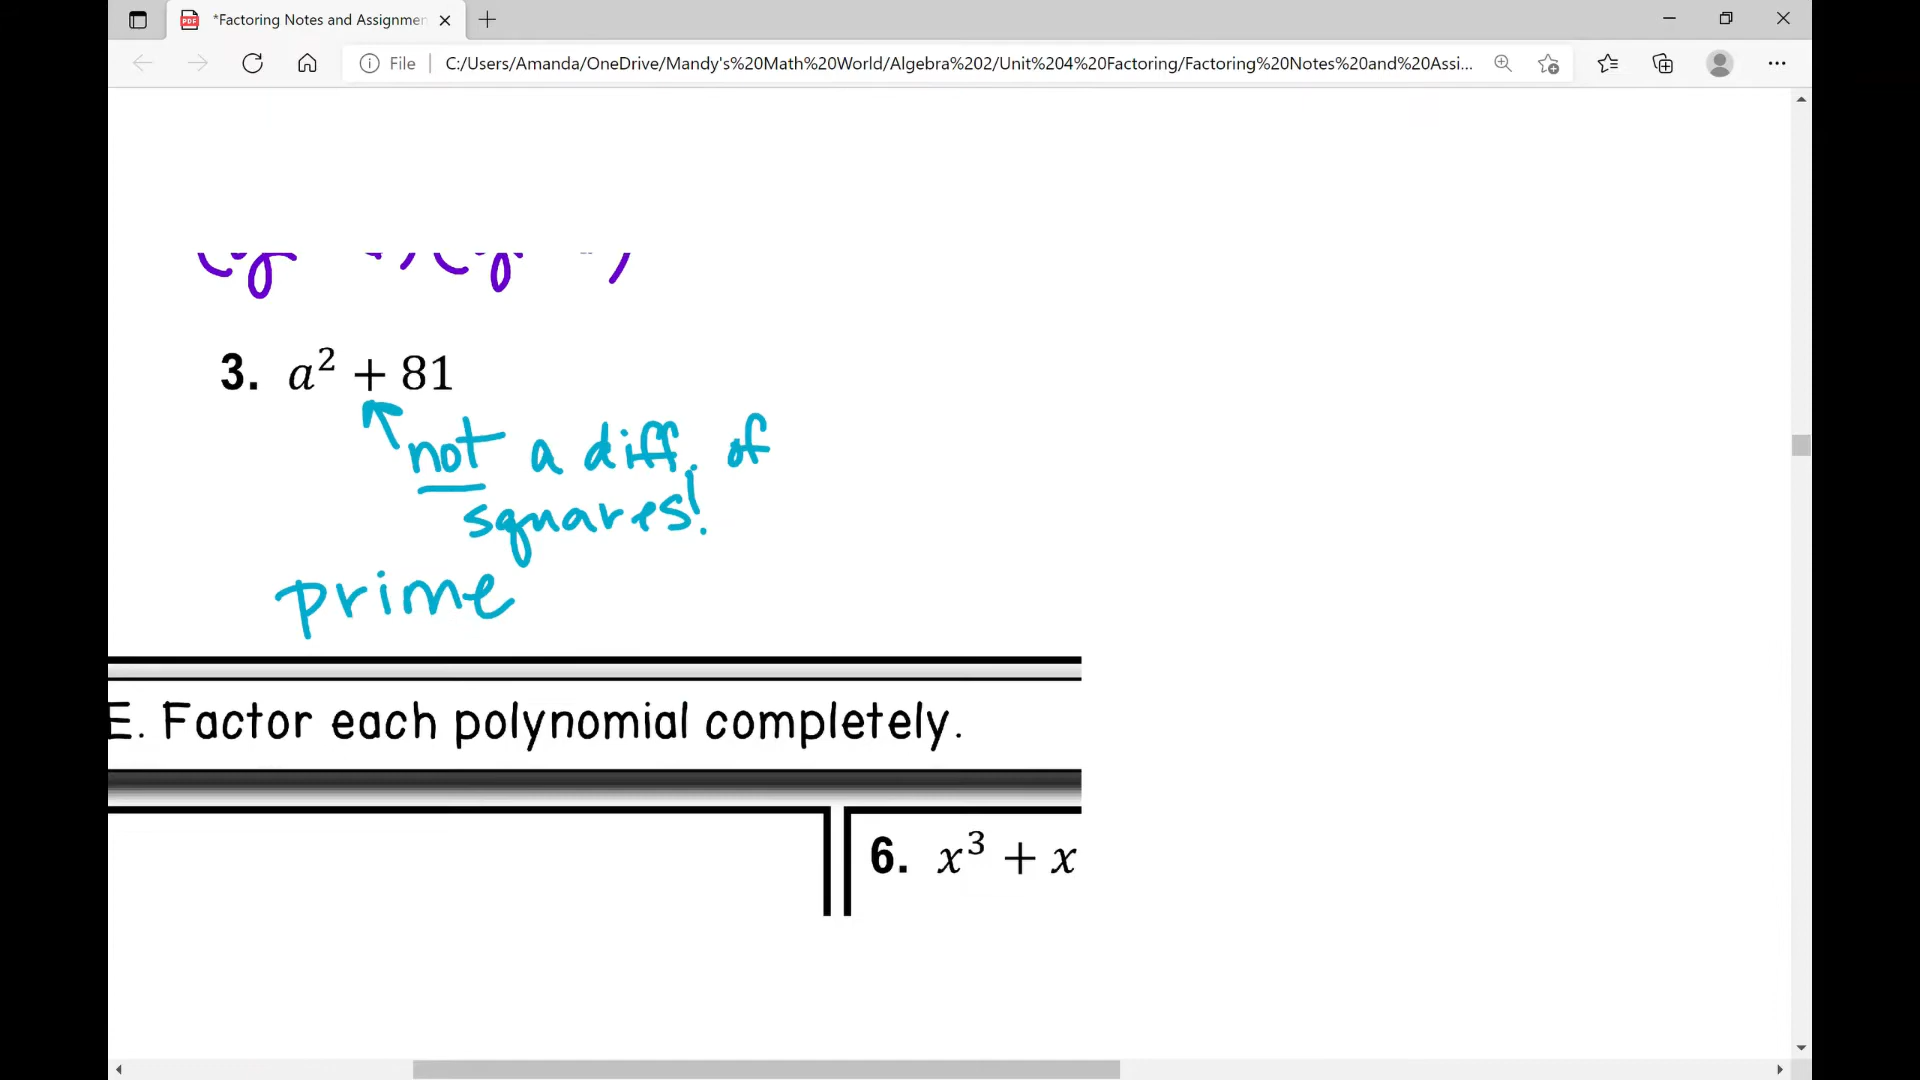 *Factoring Notes and Assignmen
File
C:/Users/Amanda/OneDrive/Mandy's%20Math%20World/Algebra%202/Unit%204%20Factoring/Factoring%20Notes%20and%20Assi...
3. a² + 81
not a diff. of
squares!
prime
E. Factor each polynomial completely.
6. x³ + x